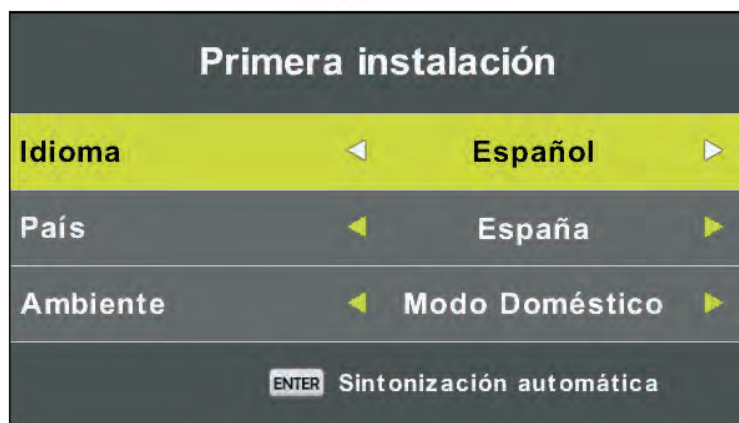 Primera instalación
Idioma Español
País España
Ambiente Modo Doméstico
ENTER Sintonización automática